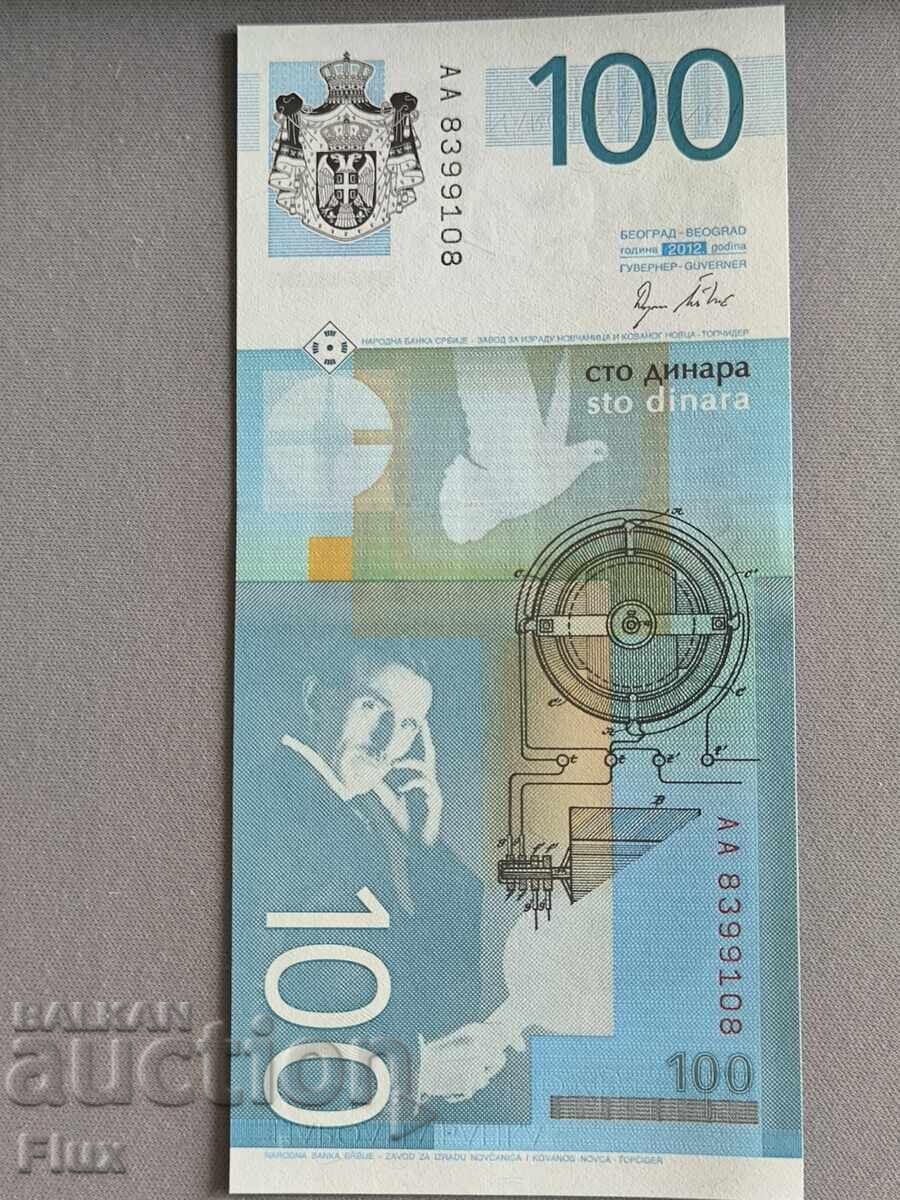 AA 8399108
100
БЕОГРАД - BEOGRAD
година 2012 godina
ГУВЕРНЕР - GUVERNER
НАРОДНА БАНКА СРБИЈЕ - ЗАВОД ЗА ИЗРАДУ НОВЧАНИЦА И КОВАНОГ НОВЦА - ТОПЧИДЕР
сто динара
sto dinara
AA 8399108
100
100
NARODNA BANKA SRBIJE - ZAVOD ZA IZRADU NOVČANICA I KOVANOG NOVCA - TOPČIDER
BALKAN
auction
Flux